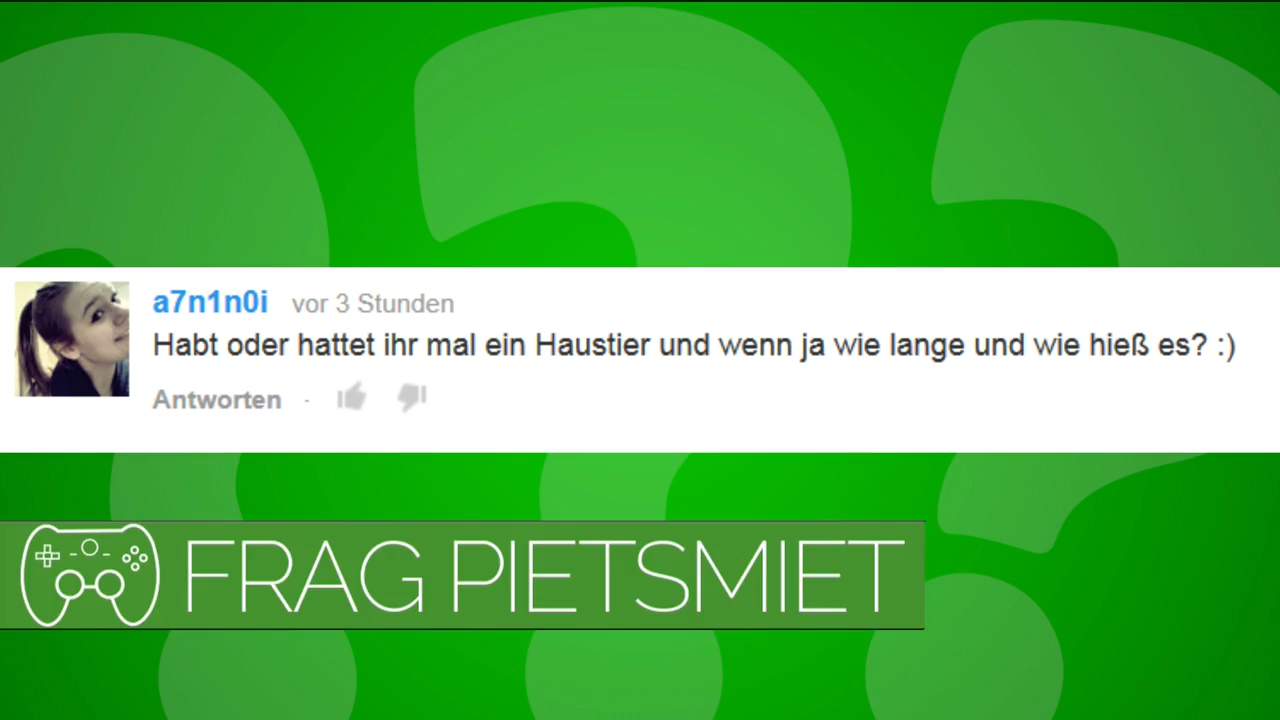 a7n1n0i vor 3 Stunden
Habt oder hattet ihr mal ein Haustier und wenn ja wie lange und wie hieß es? :)
Antworten ·
FRAG PIETSMIET